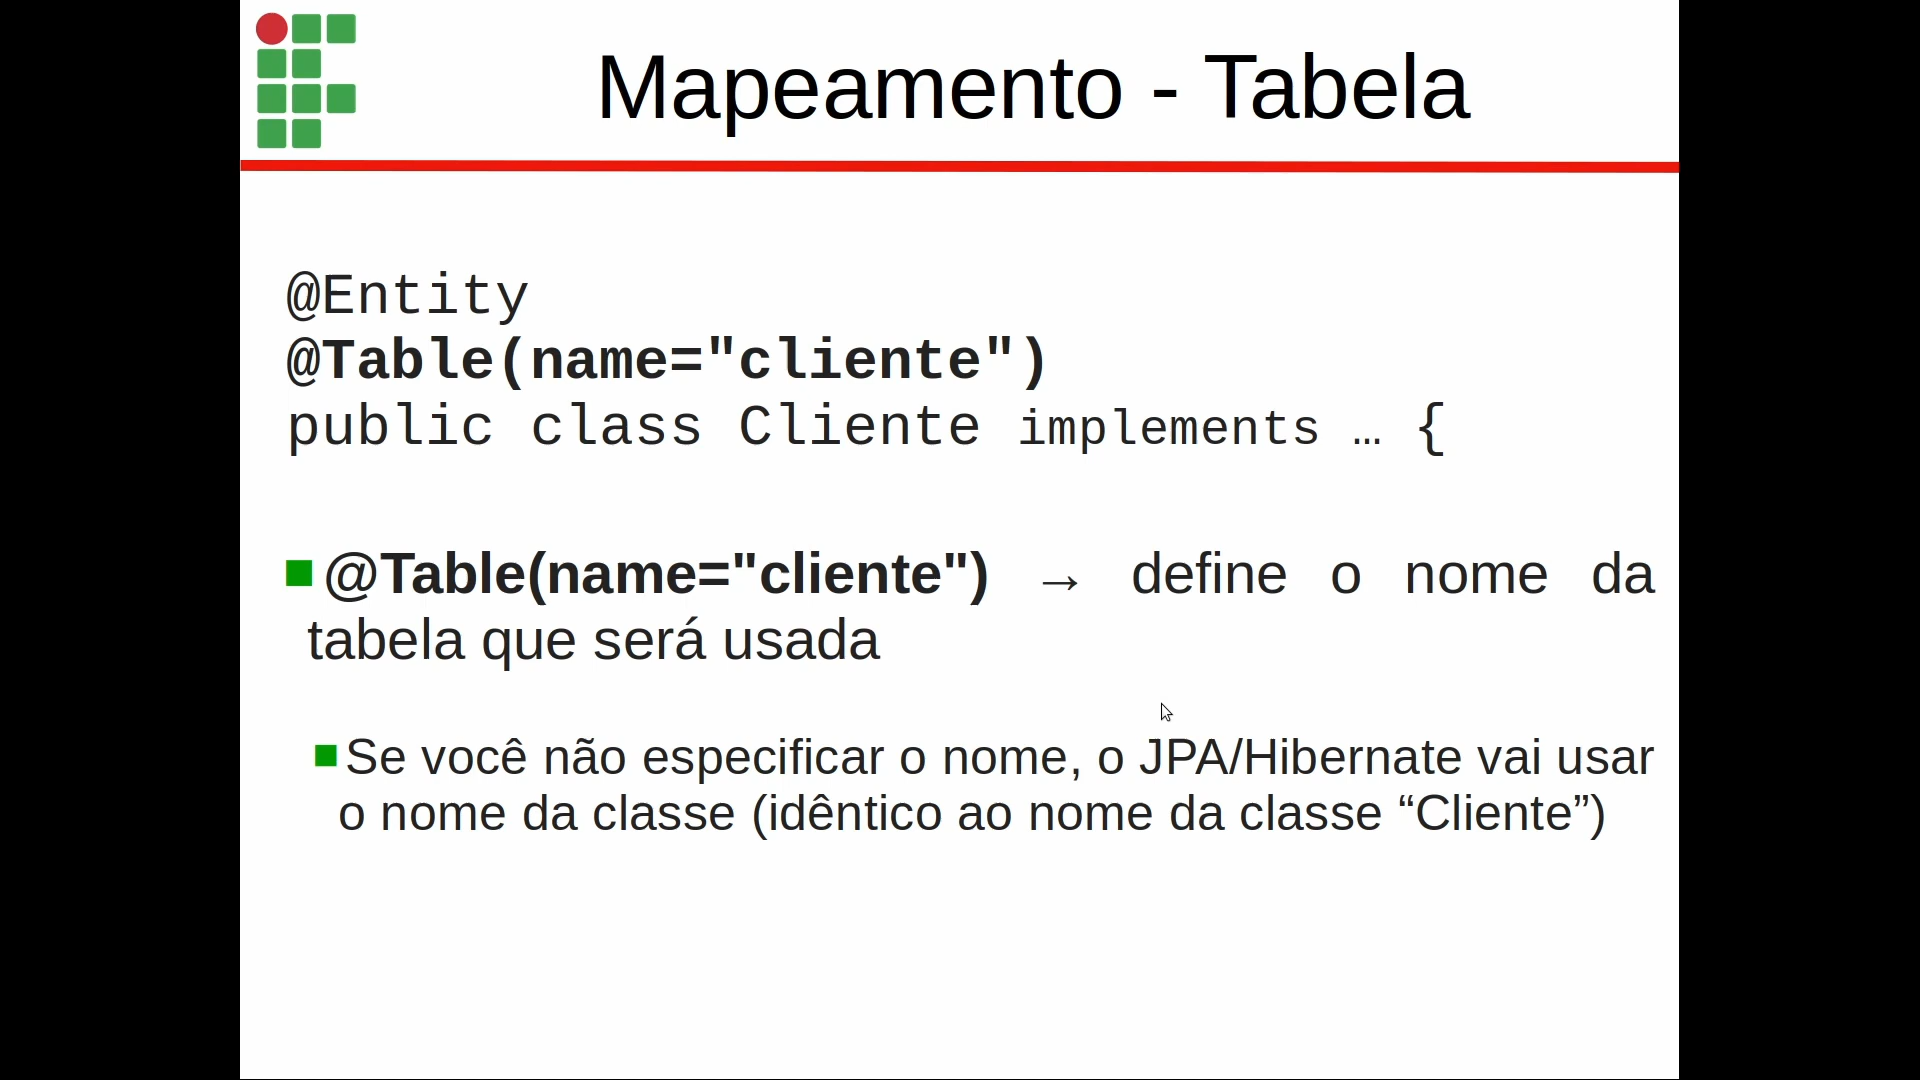 Mapeamento - Tabela
@Entity
@Table(name="cliente")
public class Cliente implements … {
@Table(name="cliente") → define o nome da
tabela que será usada
Se você não especificar o nome, o JPA/Hibernate vai usar
o nome da classe (idêntico ao nome da classe “Cliente”)